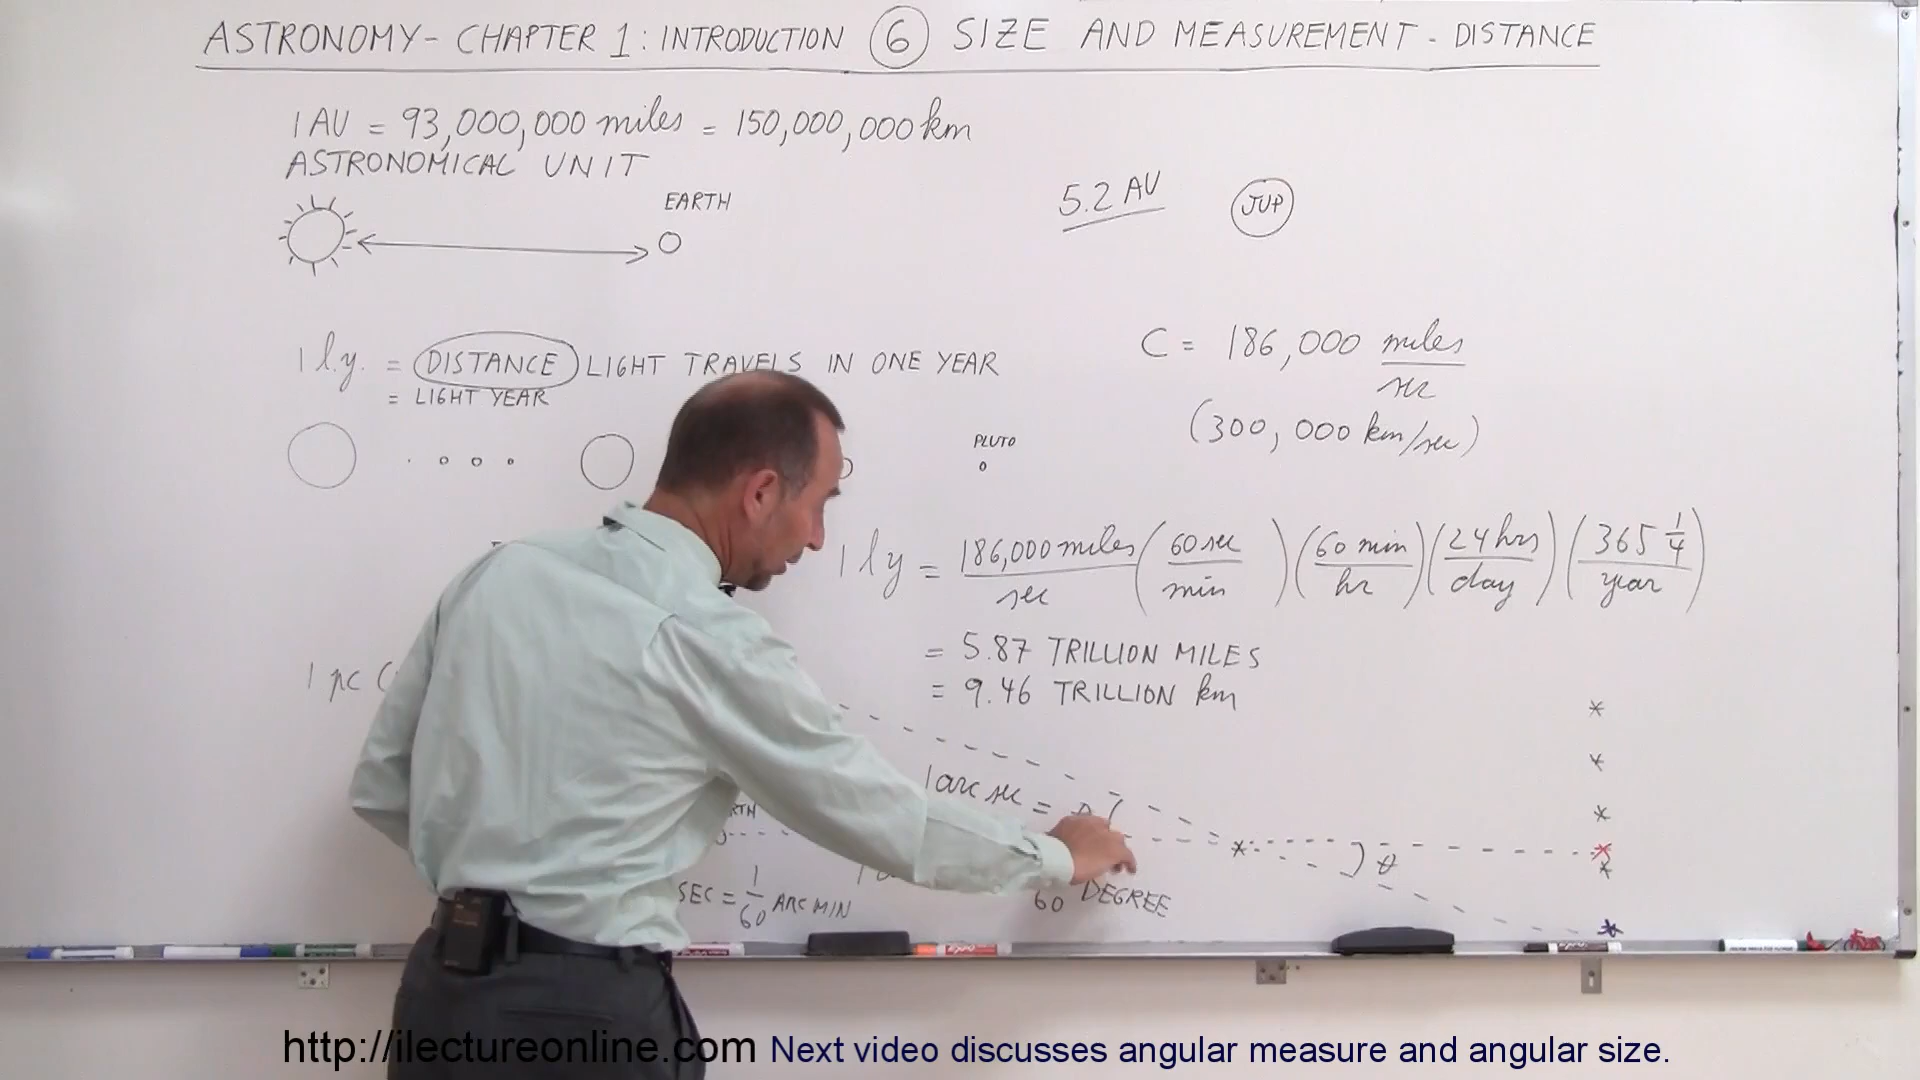 ASTRONOMY - CHAPTER 1: INTRODUCTION 6 SIZE AND MEASUREMENT - DISTANCE
1 AU = 93,000,000 miles = 150,000,000 km
ASTRONOMICAL UNIT
EARTH
5.2 AU
JUP
1 l.y. = DISTANCE LIGHT TRAVELS IN ONE YEAR
= LIGHT YEAR
C = 186,000 miles/sec
(300,000 km/sec)
PLUTO
1 ly = 186,000 miles/sec (60 sec/min) (60 min/hr) (24 hrs/day) (365 1/4/year)
= 5.87 TRILLION MILES
= 9.46 TRILLION km
1 pc (
1 arc sec =
θ
SEC = 1/60 ARC MIN
60 DEGREE
http://ilectureonline.com Next video discusses angular measure and angular size.